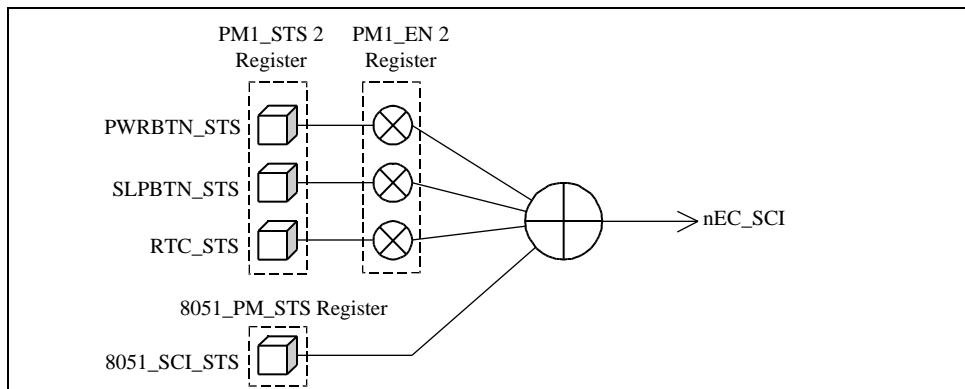 PM1_STS 2
Register
PM1_EN 2
Register
PWRBTN_STS
SLPBTN_STS
RTC_STS
nEC_SCI
8051_PM_STS Register
8051_SCI_STS